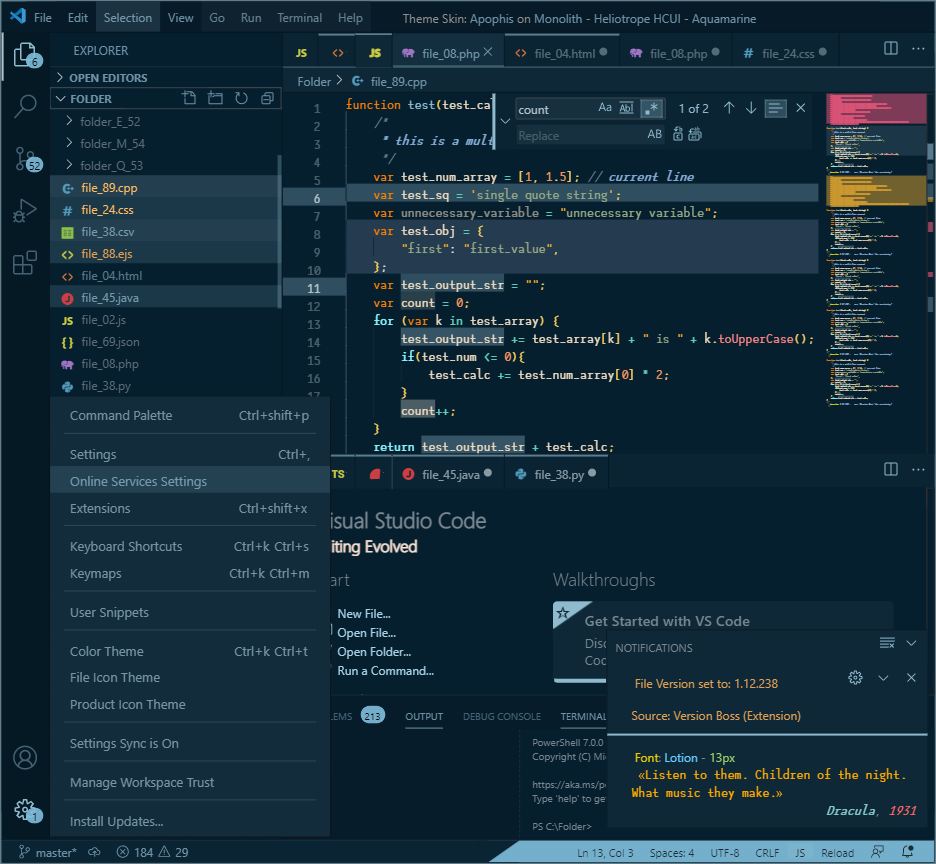 File Edit Selection View Go Run Terminal Help Theme Skin: Apophis on Monolith - Heliotrope HCUI - Aquamarine
6
EXPLORER
OPEN EDITORS
FOLDER
folder_E_52
folder_M_54
folder_Q_53
file_89.cpp
file_24.css
file_38.csv
file_88.ejs
file_04.html
file_45.java
file_02.js
file_69.json
file_08.php
file_38.py
52
JS JS file_08.php file_04.html file_08.php file_24.css
Folder file_89.cpp
count Aa Ab 1 of 2
Replace AB
1 function test(test_ca
2 /*
3 * this is a mult
4 */
5 var test_num_array = [1, 1.5]; // current line
6 var test_sq = 'single quote string';
7 var unnecessary_variable = "unnecessary variable";
8 var test_obj = {
9 "first": "first_value",
10 };
11 var test_output_str = "";
12 var count = 0;
13 for (var k in test_array) {
14 test_output_str += test_array[k] + " is " + k.toUpperCase();
15 if(test_num <= 0){
16 test_calc += test_num_array[0] * 2;
17 }
count++;
}
return test_output_str + test_calc;
Command Palette Ctrl+shift+p
Settings Ctrl+,
Online Services Settings
Extensions Ctrl+shift+x
Keyboard Shortcuts Ctrl+k Ctrl+s
Keymaps Ctrl+k Ctrl+m
User Snippets
Color Theme Ctrl+k Ctrl+t
File Icon Theme
Product Icon Theme
Settings Sync is On
Manage Workspace Trust
Install Updates...
1
TS file_45.java file_38.py
isual Studio Code
iting Evolved
art
New File...
Open File...
Open Folder...
Run a Command...
Walkthroughs
Get Started with VS Code
Disc
Coc
LEMS 213 OUTPUT DEBUG CONSOLE TERMINAL
PowerShell 7.0.0
Copyright (C) Mi
https://aka.ms/p
Type 'help' to ge
PS C:\Folder>
NOTIFICATIONS
File Version set to: 1.12.238
Source: Version Boss (Extension)
Font: Lotion - 13px
«Listen to them. Children of the night.
What music they make.»
Dracula, 1931
master* 184 29 Ln 13, Col 3 Spaces: 4 UTF-8 CRLF JS Reload